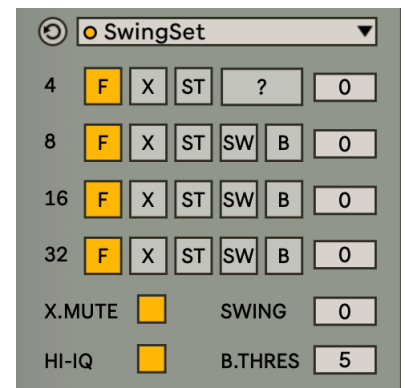 SwingSet
4 F X ST ? 0
8 F X ST SW B 0
16 F X ST SW B 0
32 F X ST SW B 0
X.MUTE SWING 0
HI-IQ B.THRES 5